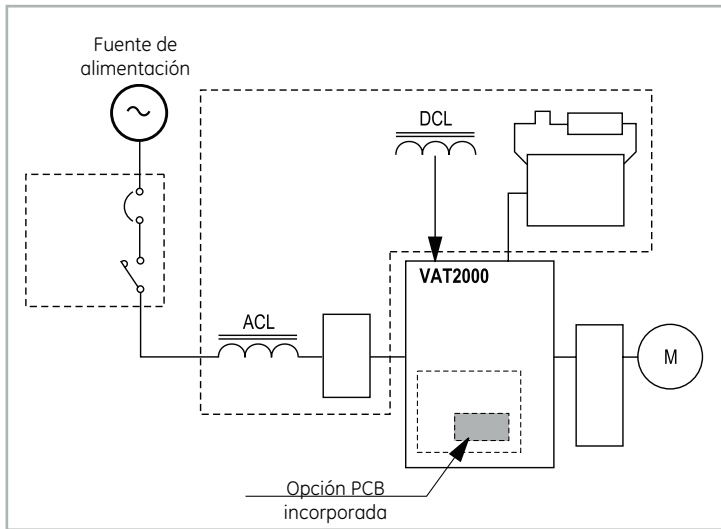 Fuente de
alimentación
DCL
VAT2000
ACL
M
Opción PCB
incorporada